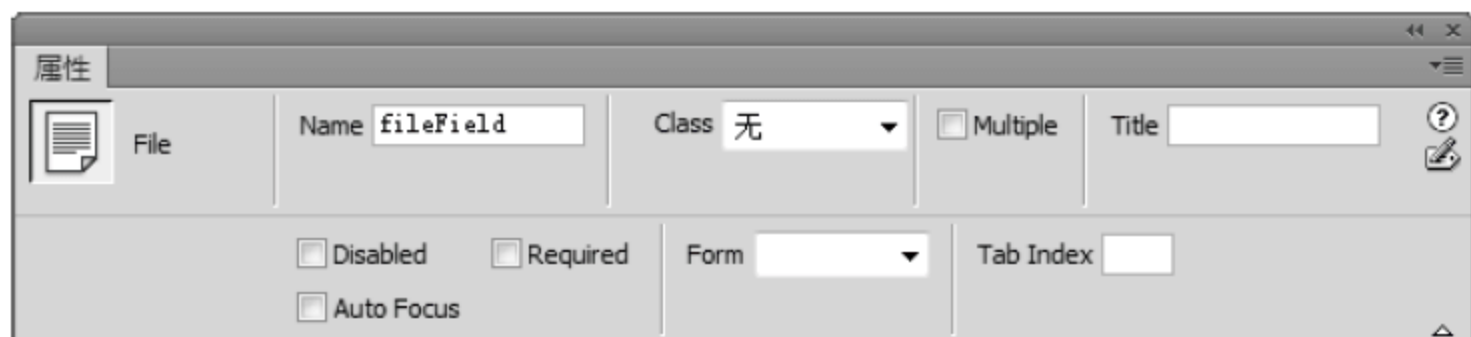 属性
File
Name fileField
Class 无
Multiple
Title
Disabled
Required
Form
Tab Index
Auto Focus